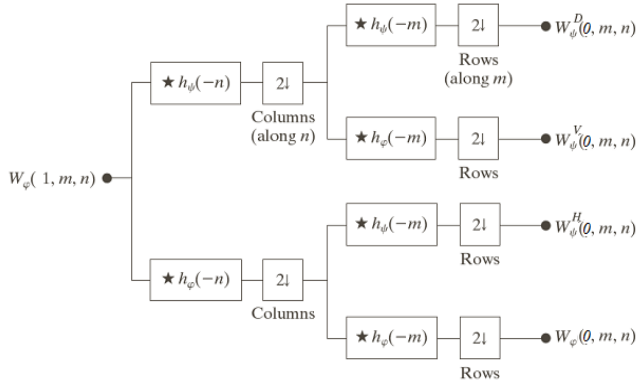 ★ h_ψ(−m) 2↓ W_ψ^D(0, m, n)
Rows
(along m)
★ h_ψ(−n) 2↓
Columns
(along n)
★ h_φ(−m) 2↓ W_ψ^V(0, m, n)
Rows
W_φ( 1, m, n)
★ h_ψ(−m) 2↓ W_ψ^H(0, m, n)
Rows
★ h_φ(−n) 2↓
Columns
★ h_φ(−m) 2↓ W_φ(0, m, n)
Rows